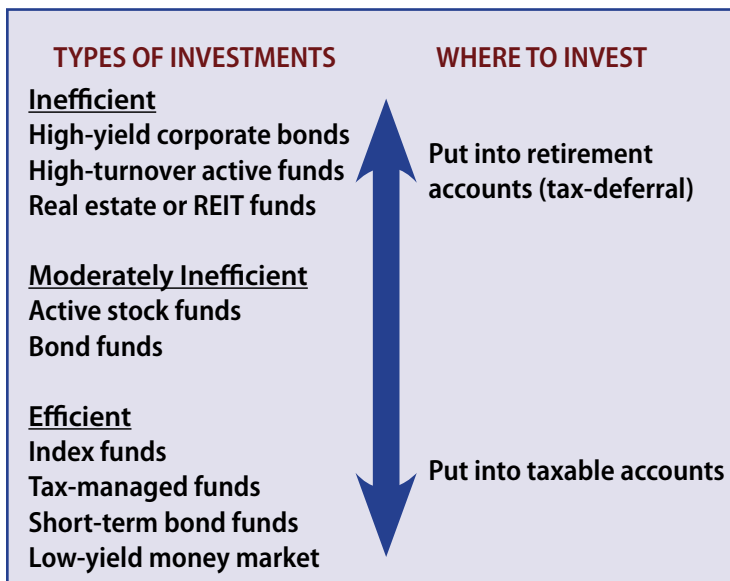 TYPES OF INVESTMENTS
Inefficient
High-yield corporate bonds
High-turnover active funds
Real estate or REIT funds
Moderately Inefficient
Active stock funds
Bond funds
Efficient
Index funds
Tax-managed funds
Short-term bond funds
Low-yield money market
WHERE TO INVEST
Put into retirement
accounts (tax-deferral)
Put into taxable accounts